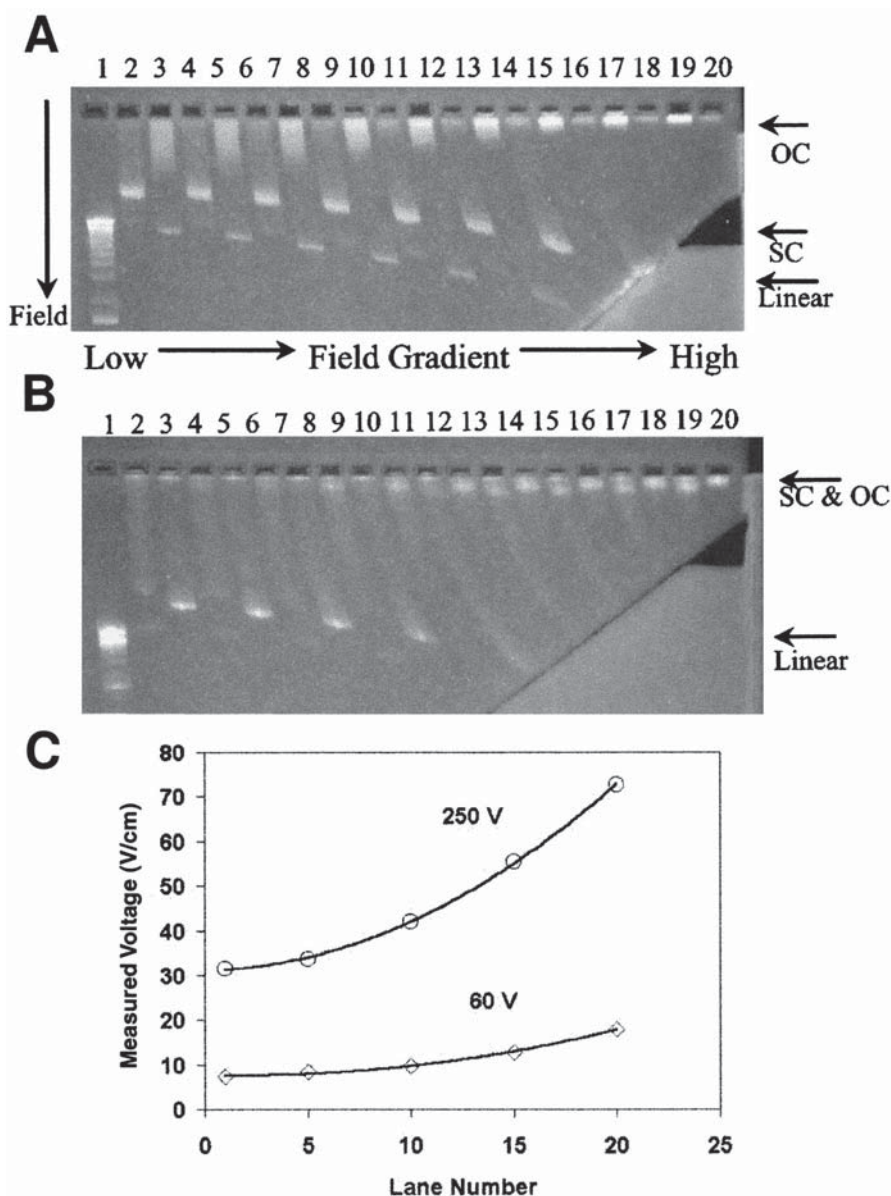 A
1 2 3 4 5 6 7 8 9 10 11 12 13 14 15 16 17 18 19 20
OC
SC
Linear
Field
Low Field Gradient High
B
1 2 3 4 5 6 7 8 9 10 11 12 13 14 15 16 17 18 19 20
SC & OC
Linear
C
80
70
60
50
40
30
20
10
0
Measured Voltage (V/cm)
250 V
60 V
0 5 10 15 20 25
Lane Number